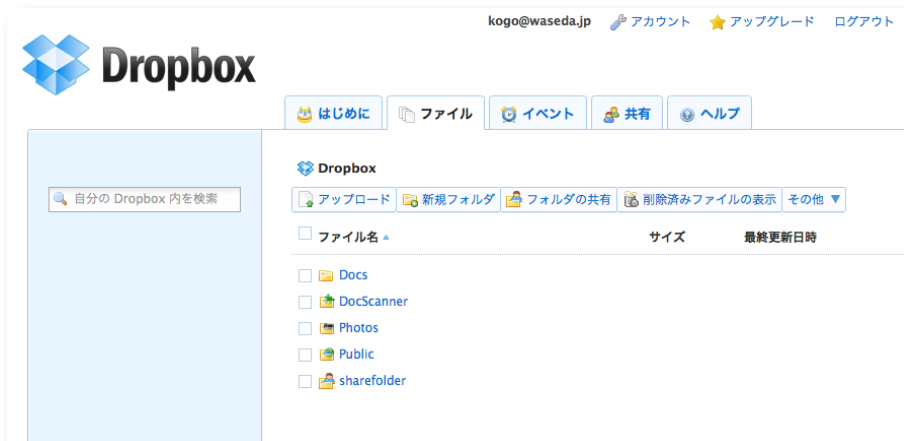 kogo@waseda.jp アカウント アップグレード ログアウト
Dropbox
はじめに ファイル イベント 共有 ヘルプ
Dropbox
自分の Dropbox 内を検索
アップロード 新規フォルダ フォルダの共有 削除済みファイルの表示 その他 ▼
ファイル名 ▲ サイズ 最終更新日時
Docs
DocScanner
Photos
Public
sharefolder